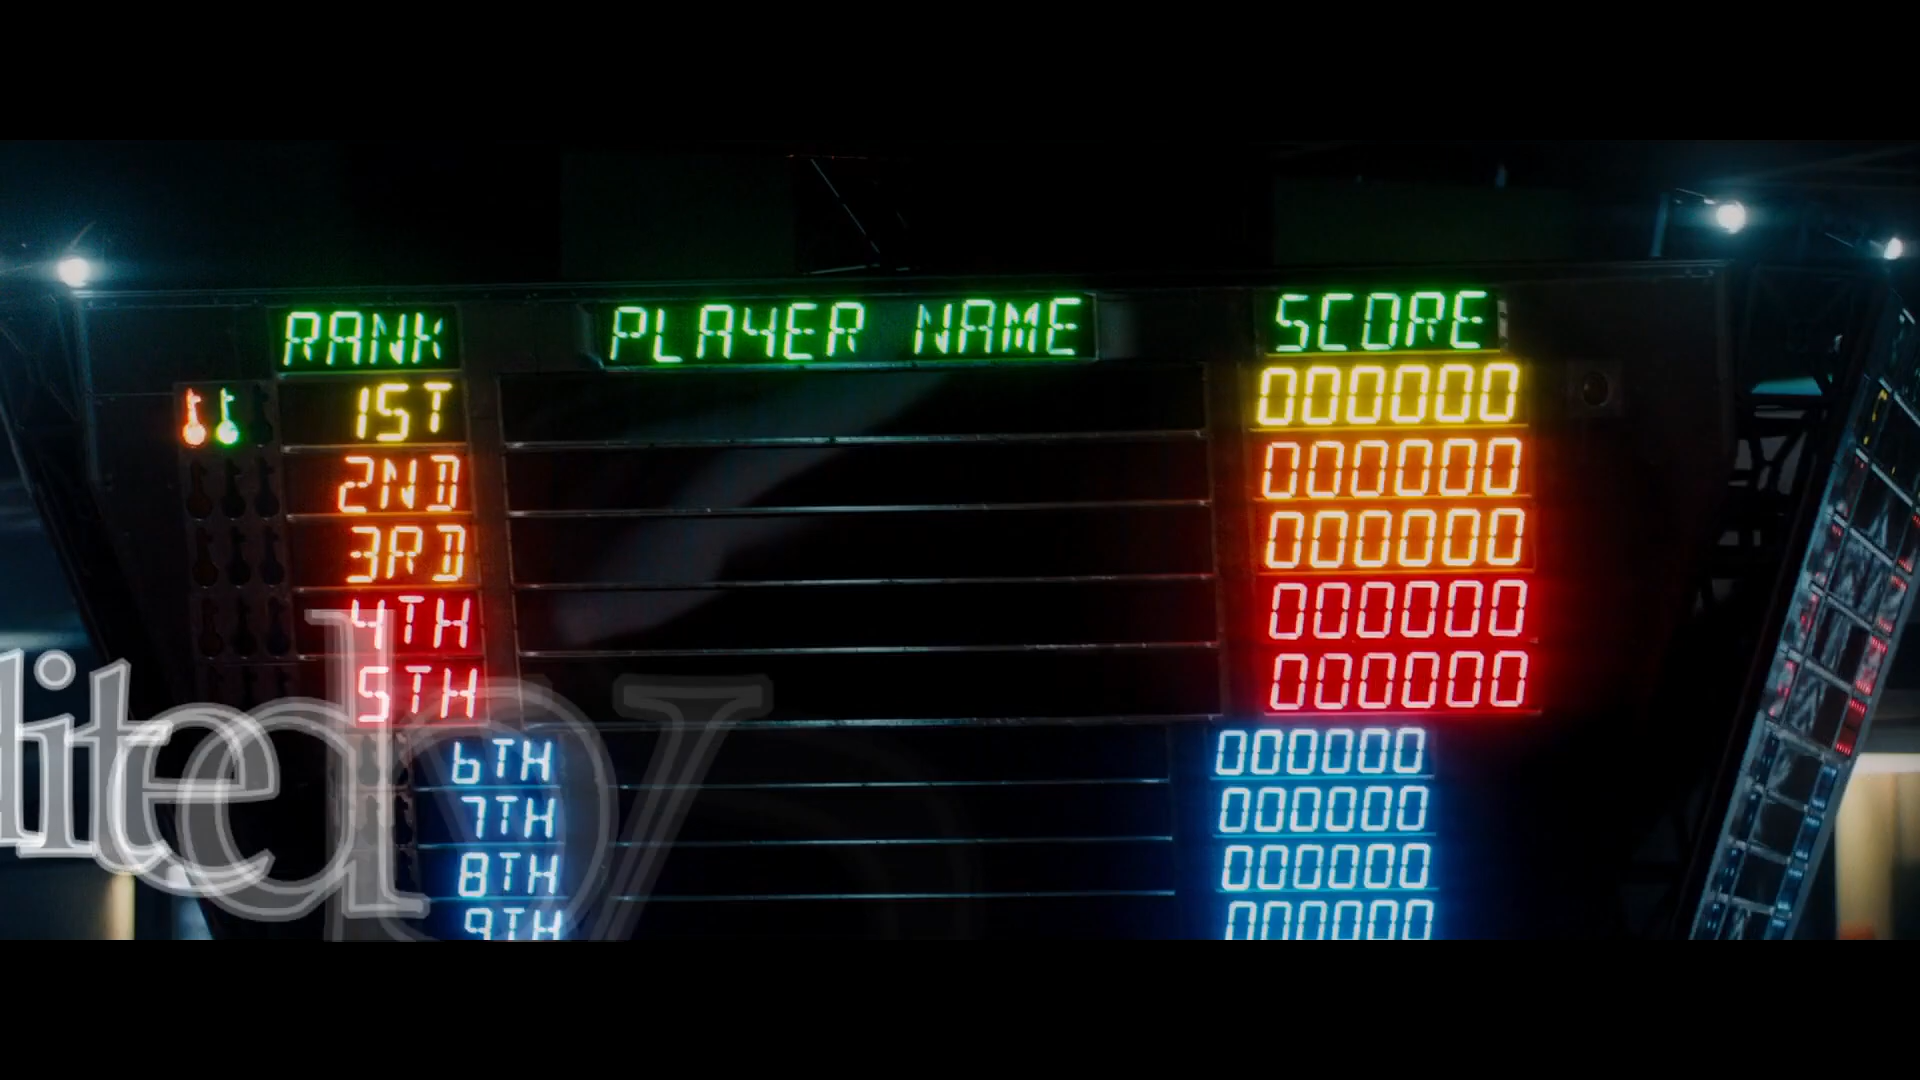 RANK PLAYER NAME SCORE
1ST 000000
2ND 000000
3RD 000000
4TH 000000
5TH 000000
6TH 000000
7TH 000000
8TH 000000
9TH 000000